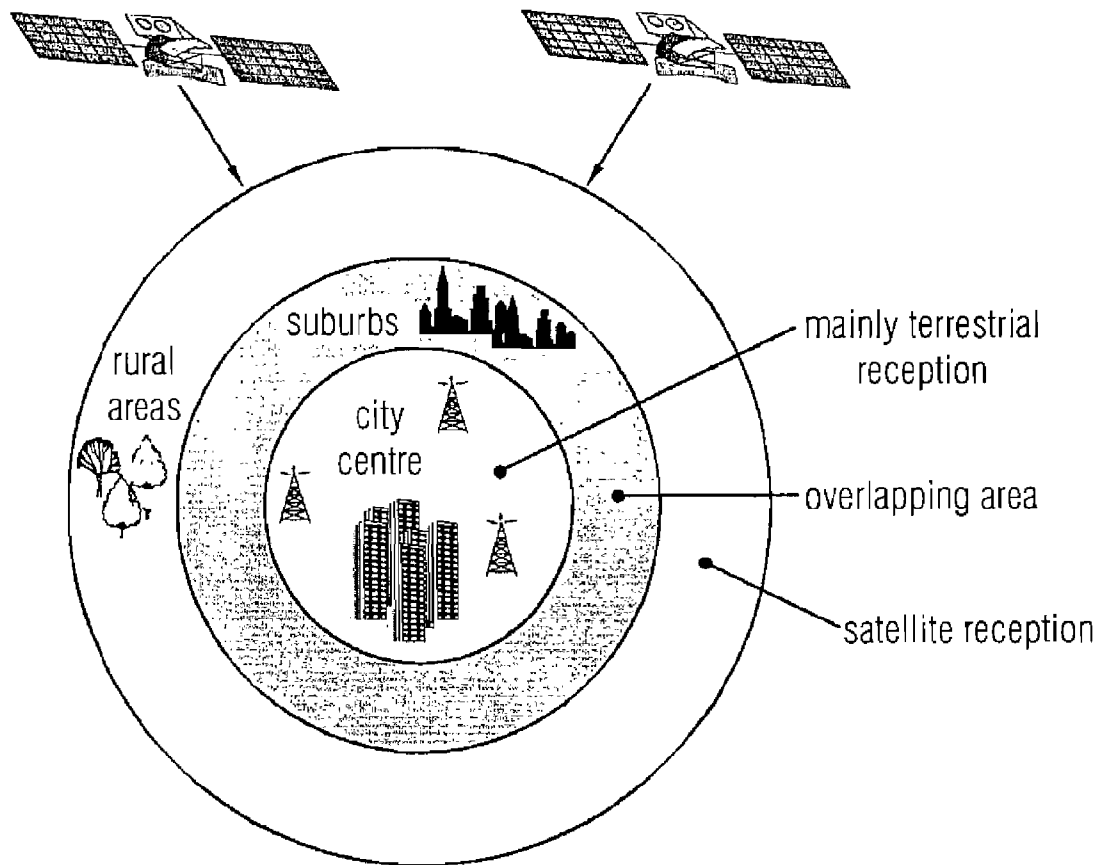 suburbs
rural
areas
city
centre
mainly terrestrial
reception
overlapping area
satellite reception